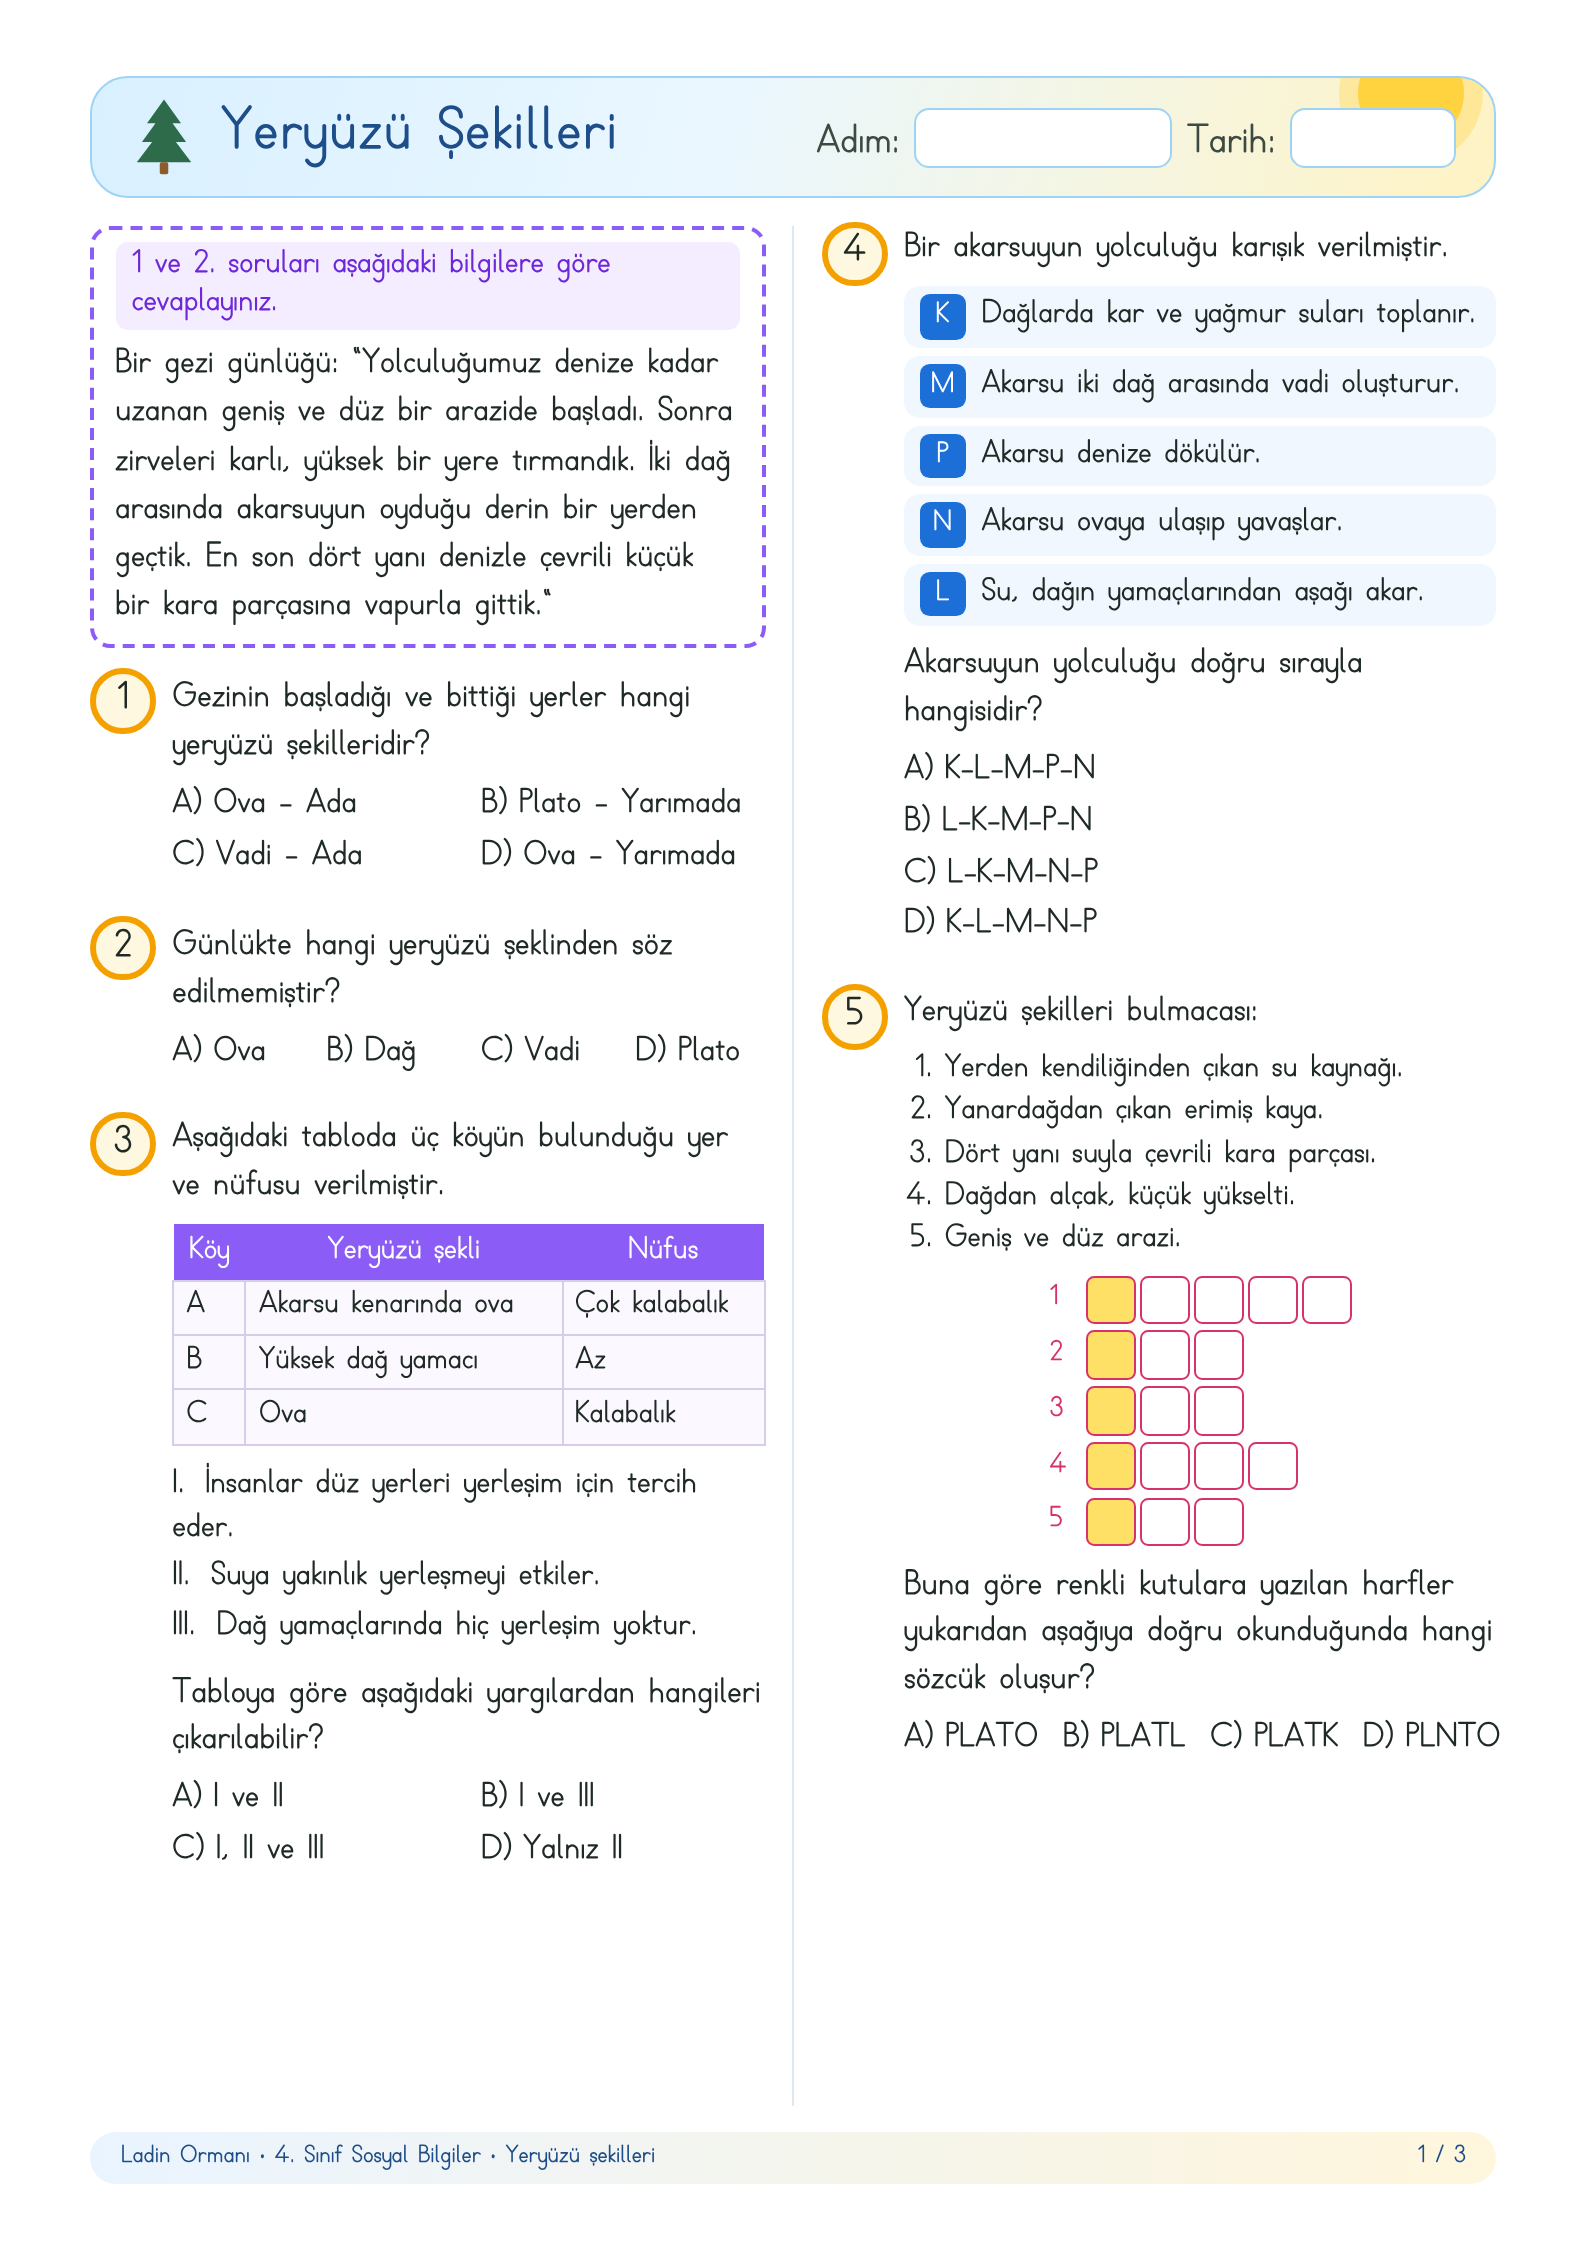 Yeryüzü Şekilleri
Adım:
Tarih:
1 ve 2. soruları aşağıdaki bilgilere göre
cevaplayınız.
Bir gezi günlüğü: "Yolculuğumuz denize kadar
uzanan geniş ve düz bir arazide başladı. Sonra
zirveleri karlı, yüksek bir yere tırmandık. İki dağ
arasında akarsuyun oyduğu derin bir yerden
geçtik. En son dört yanı denizle çevrili küçük
bir kara parçasına vapurla gittik."
1
Gezinin başladığı ve bittiği yerler hangi
yeryüzü şekilleridir?
A) Ova – Ada
B) Plato – Yarımada
C) Vadi – Ada
D) Ova – Yarımada
2
Günlükte hangi yeryüzü şeklinden söz
edilmemiştir?
A) Ova
B) Dağ
C) Vadi
D) Plato
3
Aşağıdaki tabloda üç köyün bulunduğu yer
ve nüfusu verilmiştir.
Köy Yeryüzü şekli Nüfus
A Akarsu kenarında ova Çok kalabalık
B Yüksek dağ yamacı Az
C Ova Kalabalık
I. İnsanlar düz yerleri yerleşim için tercih
eder.
II. Suya yakınlık yerleşmeyi etkiler.
III. Dağ yamaçlarında hiç yerleşim yoktur.
Tabloya göre aşağıdaki yargılardan hangileri
çıkarılabilir?
A) I ve II
B) I ve III
C) I, II ve III
D) Yalnız II
4
Bir akarsuyun yolculuğu karışık verilmiştir.
K Dağlarda kar ve yağmur suları toplanır.
M Akarsu iki dağ arasında vadi oluşturur.
P Akarsu denize dökülür.
N Akarsu ovaya ulaşıp yavaşlar.
L Su, dağın yamaçlarından aşağı akar.
Akarsuyun yolculuğu doğru sırayla
hangisidir?
A) K–L–M–P–N
B) L–K–M–P–N
C) L–K–M–N–P
D) K–L–M–N–P
5
Yeryüzü şekilleri bulmacası:
1. Yerden kendiliğinden çıkan su kaynağı.
2. Yanardağdan çıkan erimiş kaya.
3. Dört yanı suyla çevrili kara parçası.
4. Dağdan alçak, küçük yükselti.
5. Geniş ve düz arazi.
1
2
3
4
5
Buna göre renkli kutulara yazılan harfler
yukarıdan aşağıya doğru okunduğunda hangi
sözcük oluşur?
A) PLATO B) PLATL C) PLATK D) PLNTO
Ladin Ormanı • 4. Sınıf Sosyal Bilgiler • Yeryüzü şekilleri
1 / 3